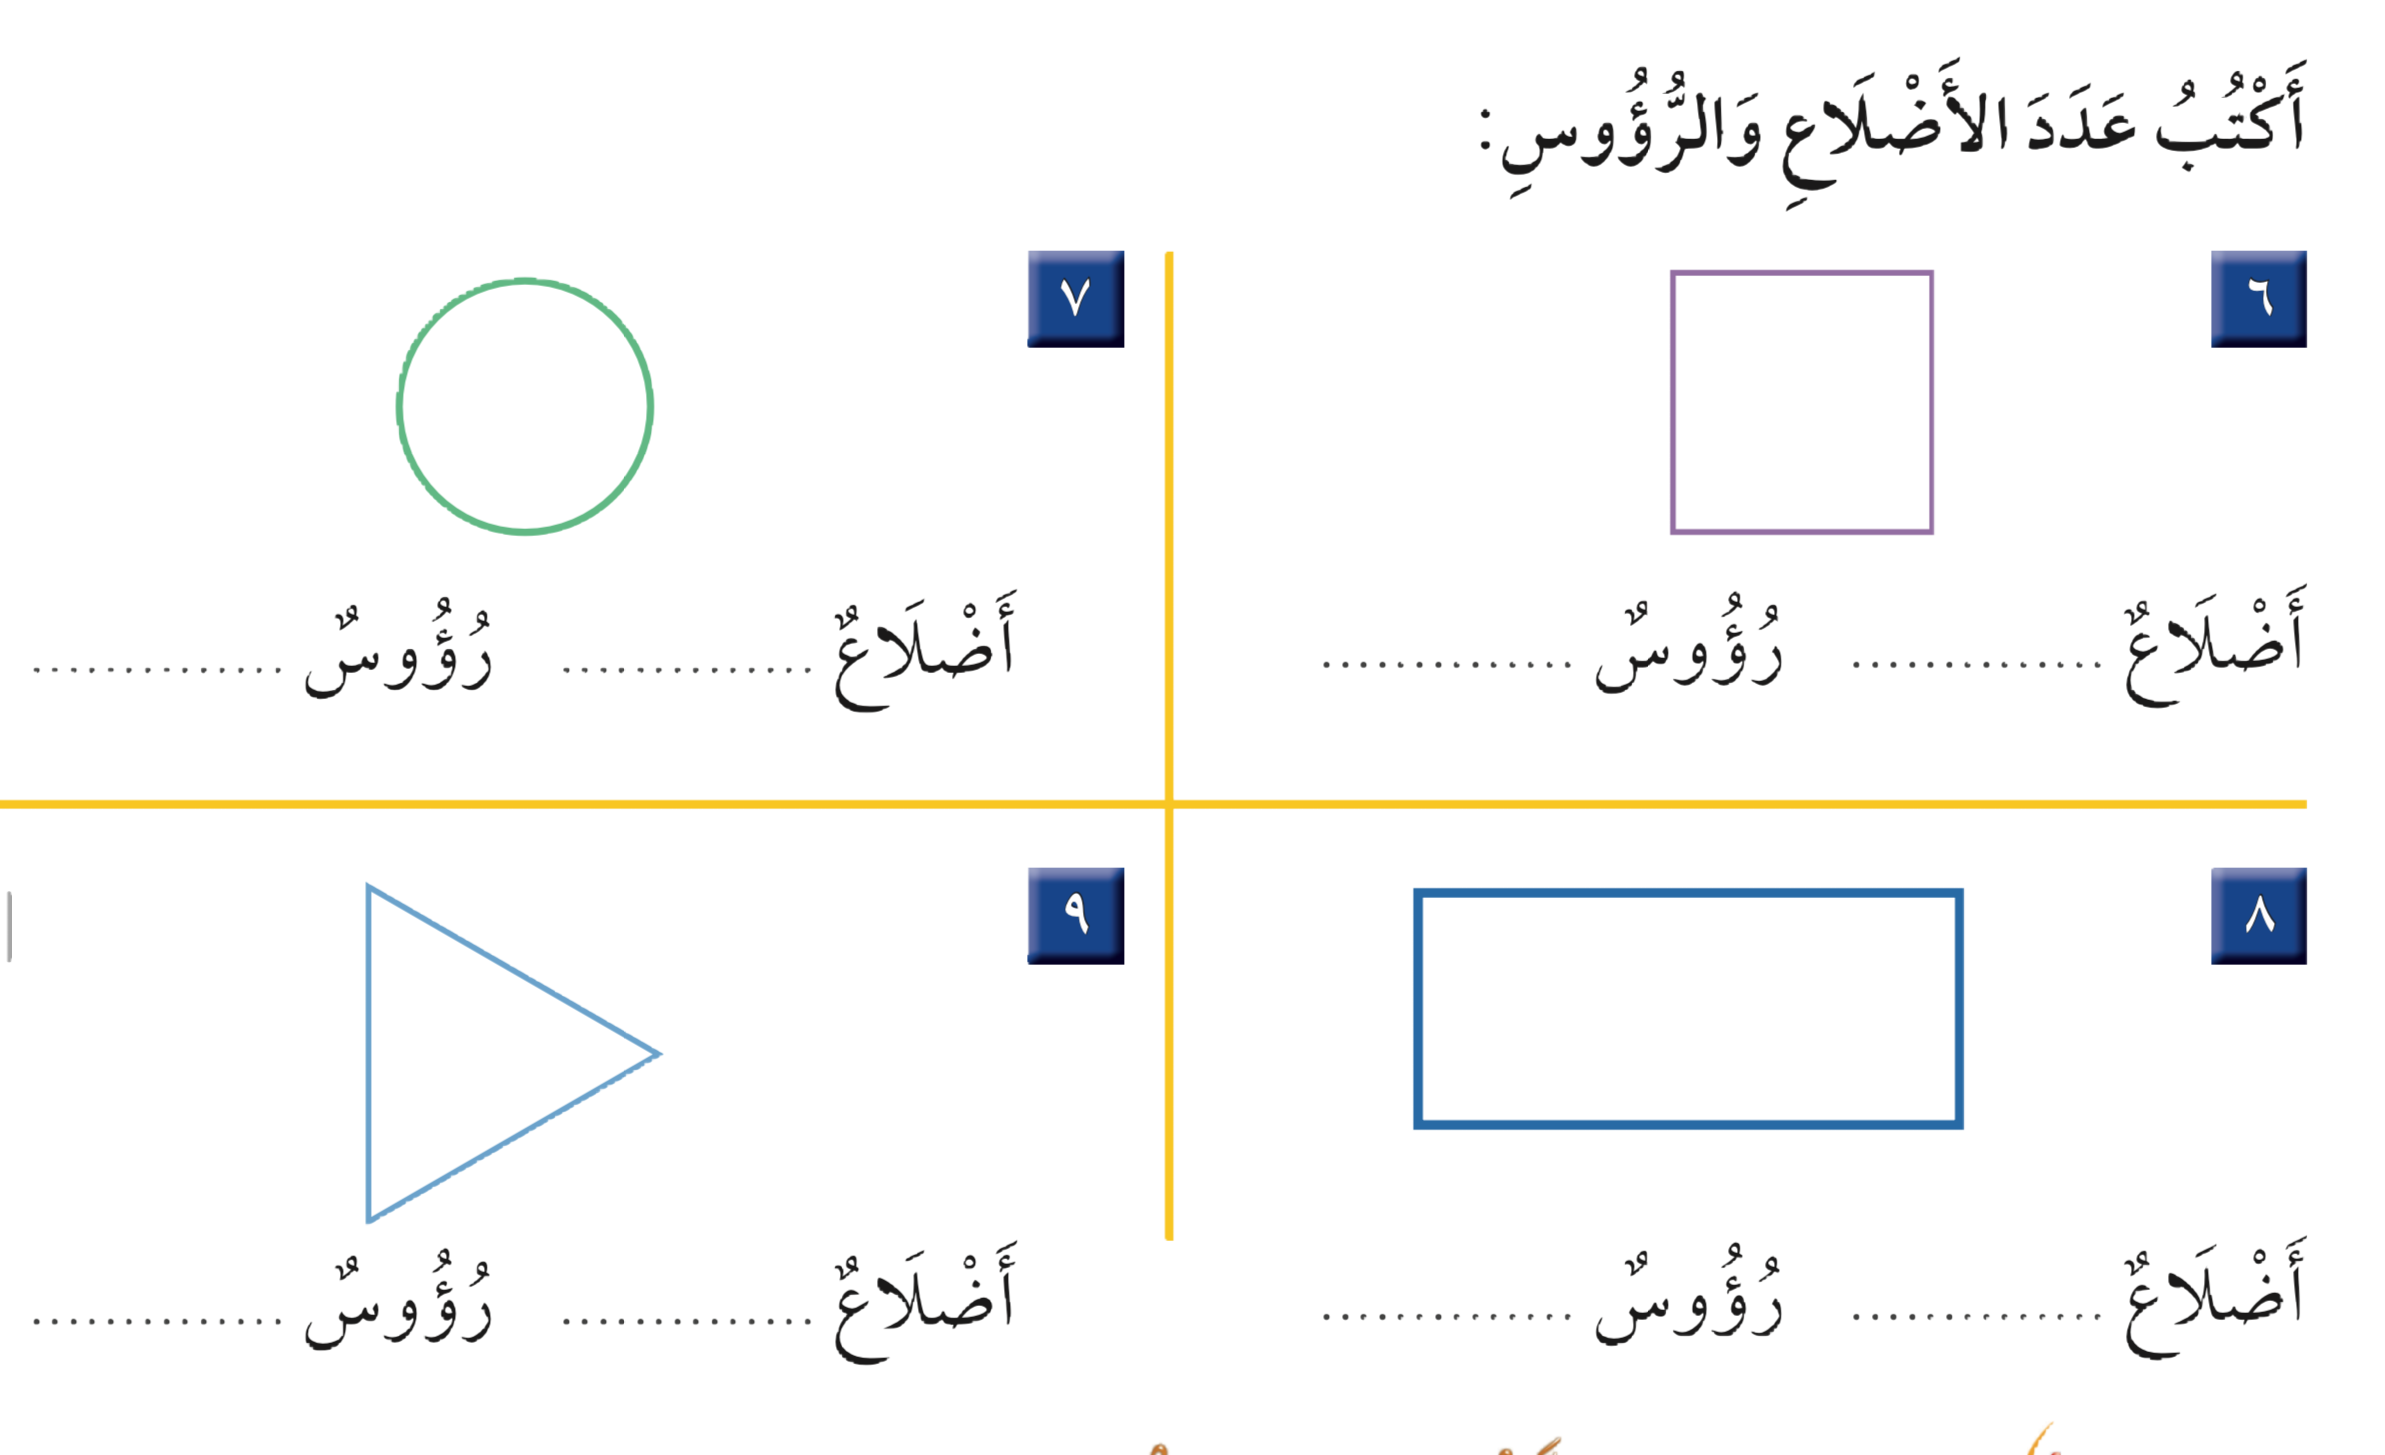 أَكْتُبُ عَدَدَ الأَضْلَاعِ وَالرُّؤُوسِ:
٦
أَضْلَاعٌ .............. رُؤُوسٌ ..............
٧
أَضْلَاعٌ .............. رُؤُوسٌ ..............
٨
أَضْلَاعٌ .............. رُؤُوسٌ ..............
٩
أَضْلَاعٌ .............. رُؤُوسٌ ..............